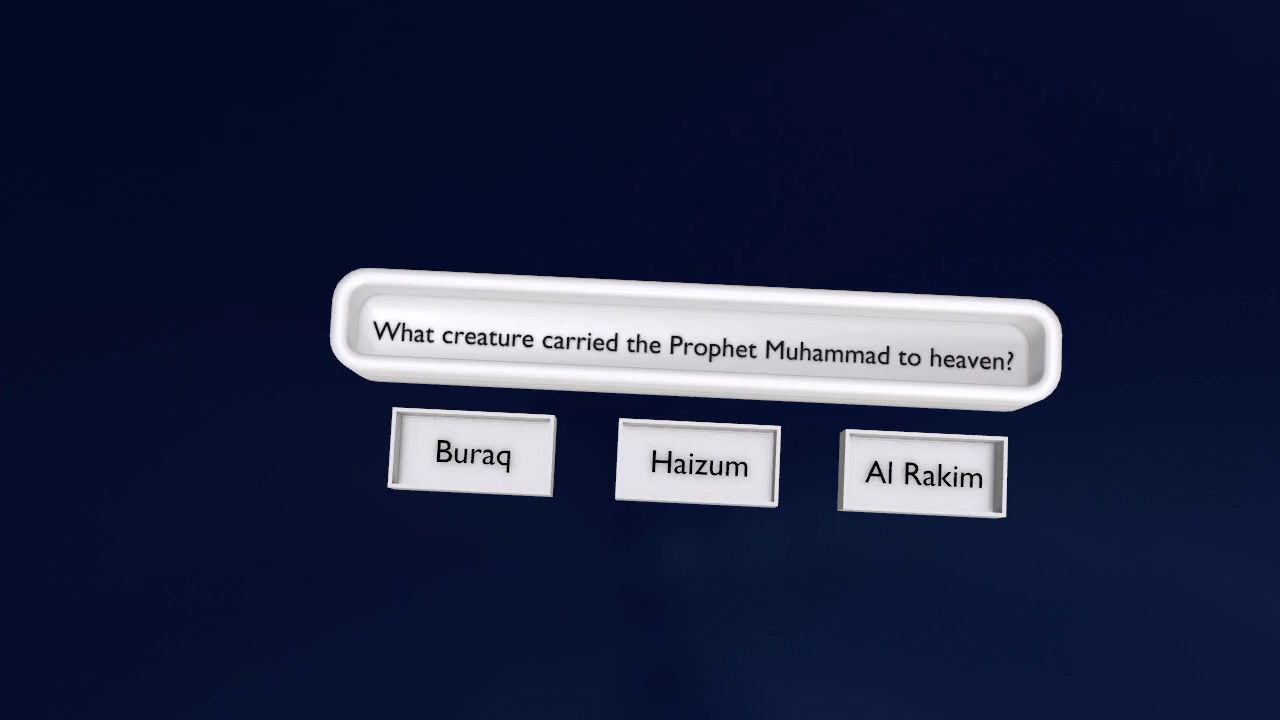 What creature carried the Prophet Muhammad to heaven?
Buraq
Haizum
Al Rakim